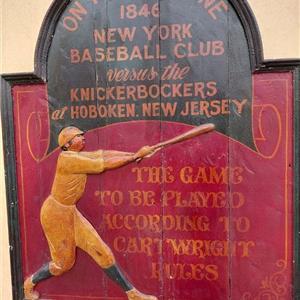 ON
NE
1846
NEW YORK
BASEBALL CLUB
versus the
KNICKERBOCKERS
at HOBOKEN. NEW JERSEY
THE GAME
TO BE PLAYED
ACCORDING TO
CARTWRIGHT
RULES